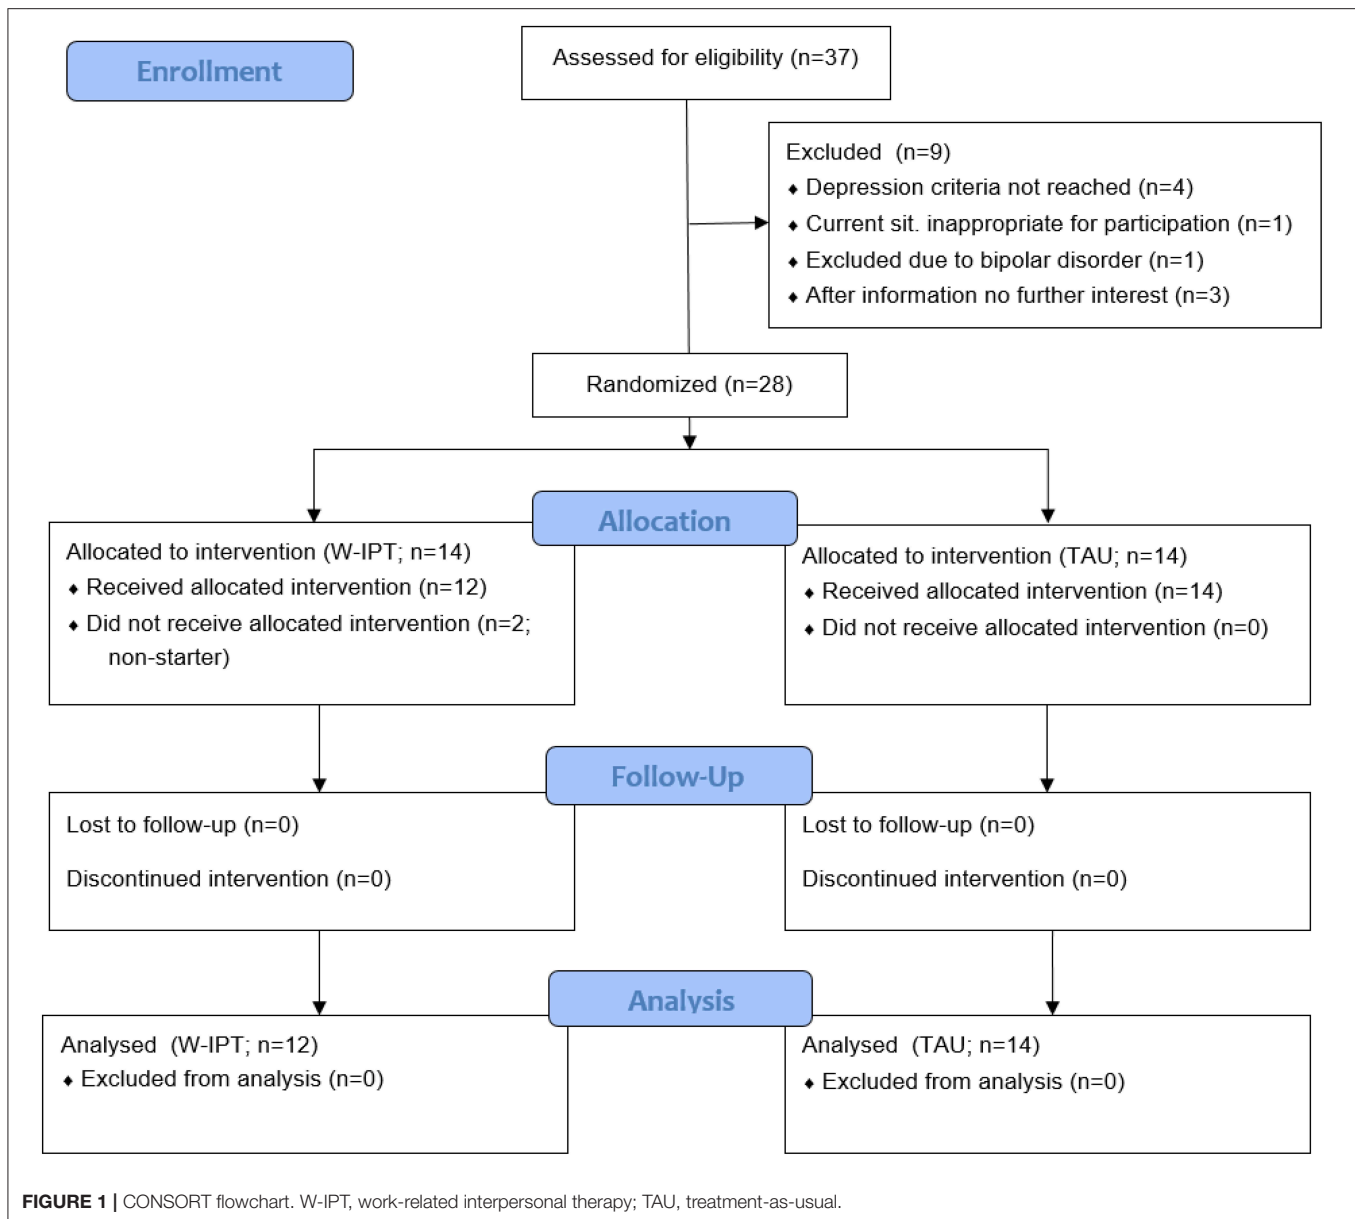 Enrollment
Assessed for eligibility (n=37)
Excluded (n=9)
♦ Depression criteria not reached (n=4)
♦ Current sit. inappropriate for participation (n=1)
♦ Excluded due to bipolar disorder (n=1)
♦ After information no further interest (n=3)
Randomized (n=28)
Allocation
Allocated to intervention (W-IPT; n=14)
♦ Received allocated intervention (n=12)
♦ Did not receive allocated intervention (n=2;
non-starter)
Allocated to intervention (TAU; n=14)
♦ Received allocated intervention (n=14)
♦ Did not receive allocated intervention (n=0)
Follow-Up
Lost to follow-up (n=0)
Discontinued intervention (n=0)
Lost to follow-up (n=0)
Discontinued intervention (n=0)
Analysis
Analysed (W-IPT; n=12)
♦ Excluded from analysis (n=0)
Analysed (TAU; n=14)
♦ Excluded from analysis (n=0)
FIGURE 1 | CONSORT flowchart. W-IPT, work-related interpersonal therapy; TAU, treatment-as-usual.